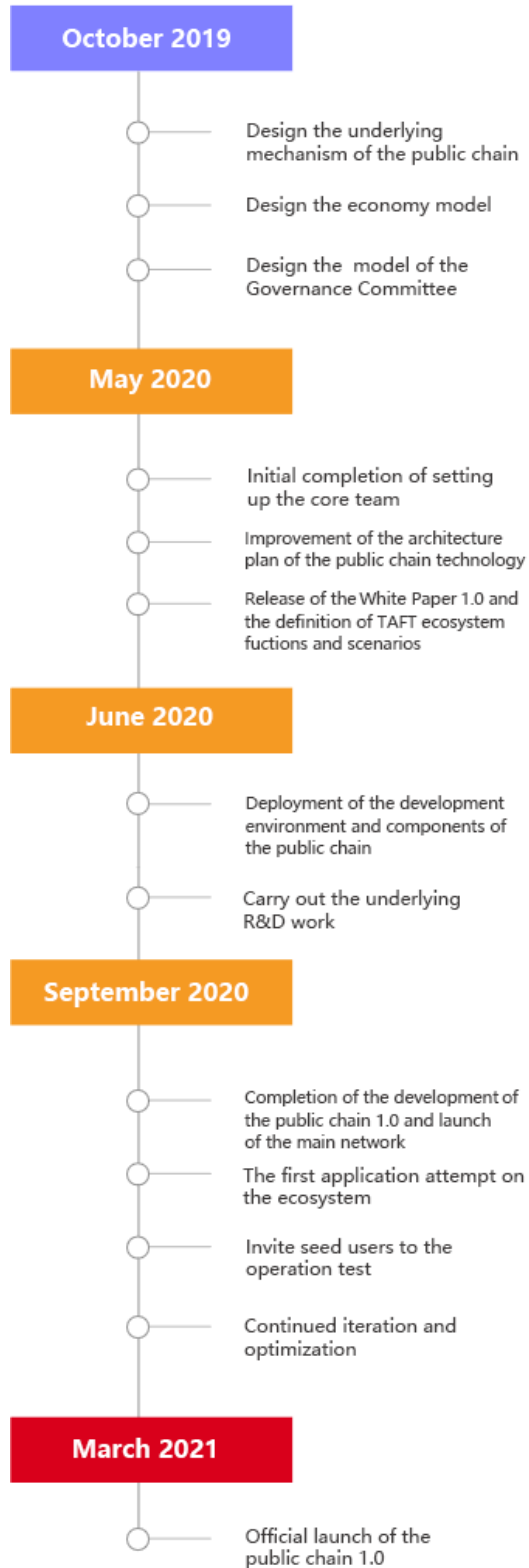 October 2019
Design the underlying
mechanism of the public chain
Design the economy model
Design the model of the
Governance Committee
May 2020
Initial completion of setting
up the core team
Improvement of the architecture
plan of the public chain technology
Release of the White Paper 1.0 and
the definition of TAFT ecosystem
fuctions and scenarios
June 2020
Deployment of the development
environment and components of
the public chain
Carry out the underlying
R&D work
September 2020
Completion of the development of
the public chain 1.0 and launch
of the main network
The first application attempt on
the ecosystem
Invite seed users to the
operation test
Continued iteration and
optimization
March 2021
Official launch of the
public chain 1.0